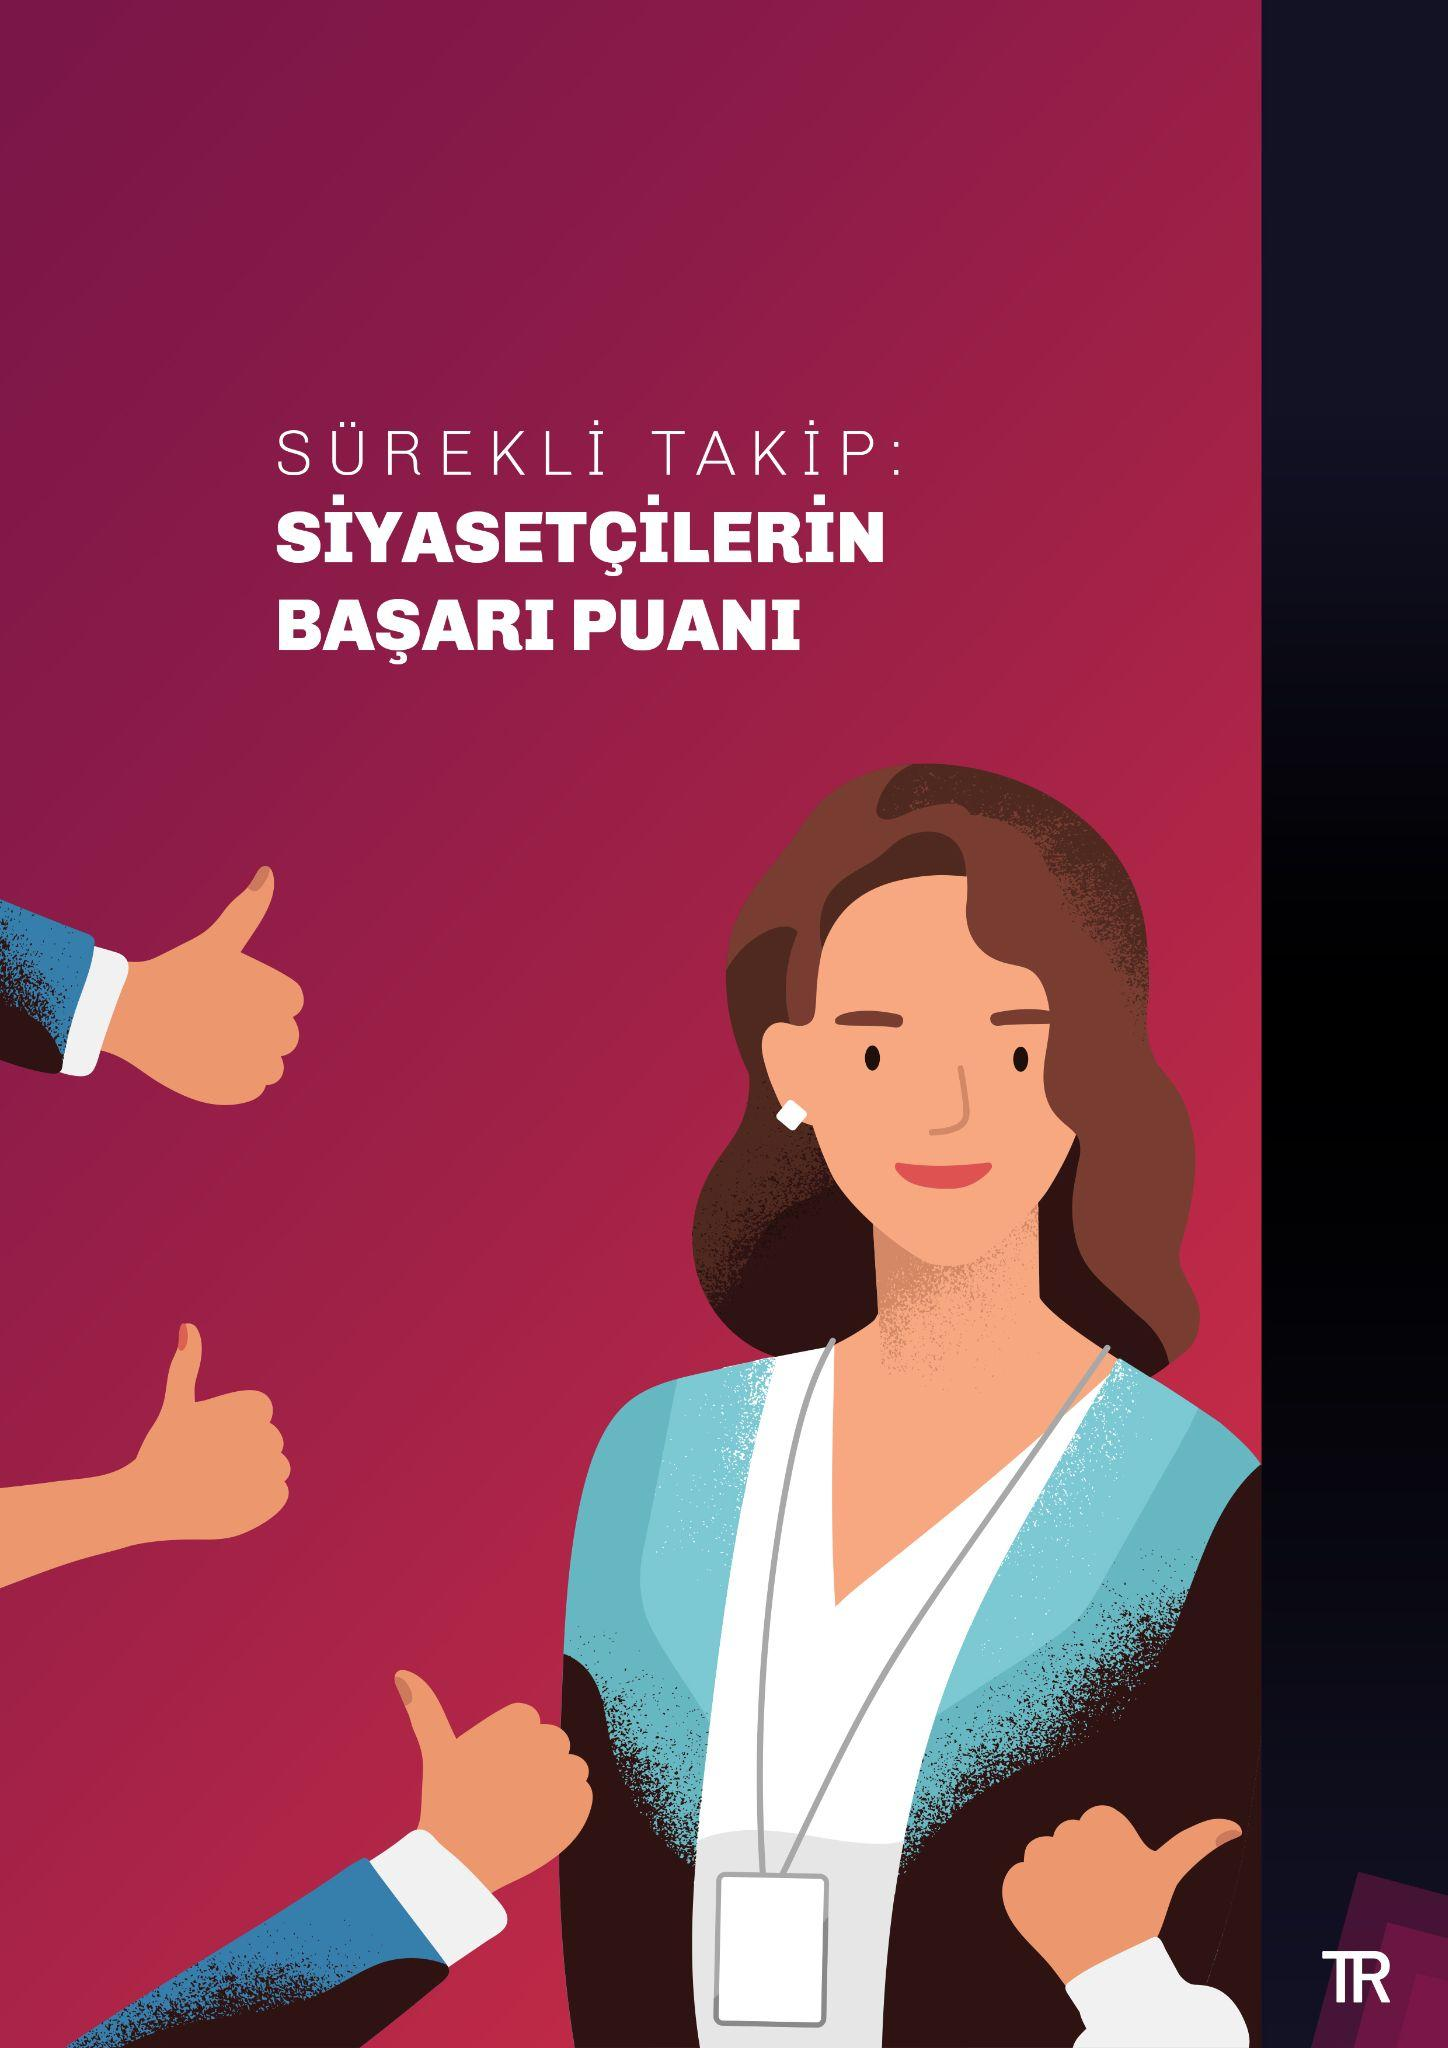 SÜREKLİ TAKİP:
SİYASETÇİLERİN
BAŞARI PUANI
TR